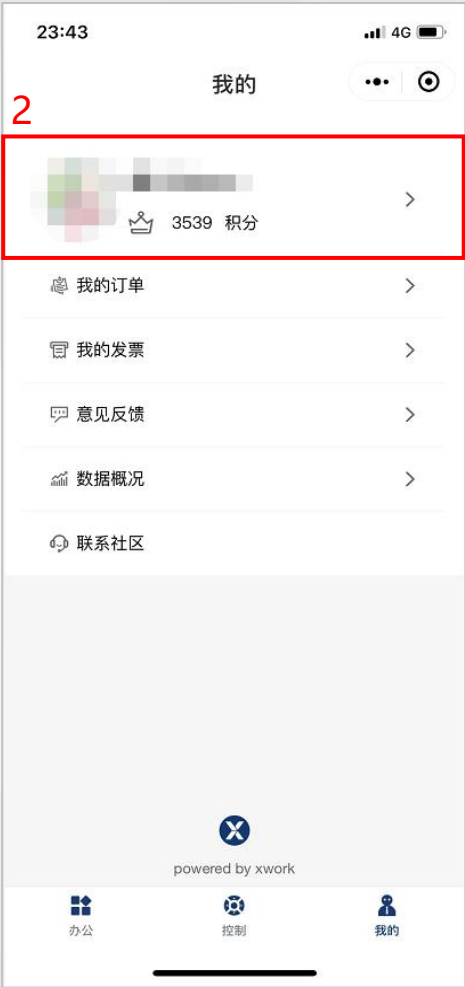 23:43
4G
我的
2
3539 积分
我的订单
我的发票
意见反馈
数据概况
联系社区
powered by xwork
办公
控制
我的